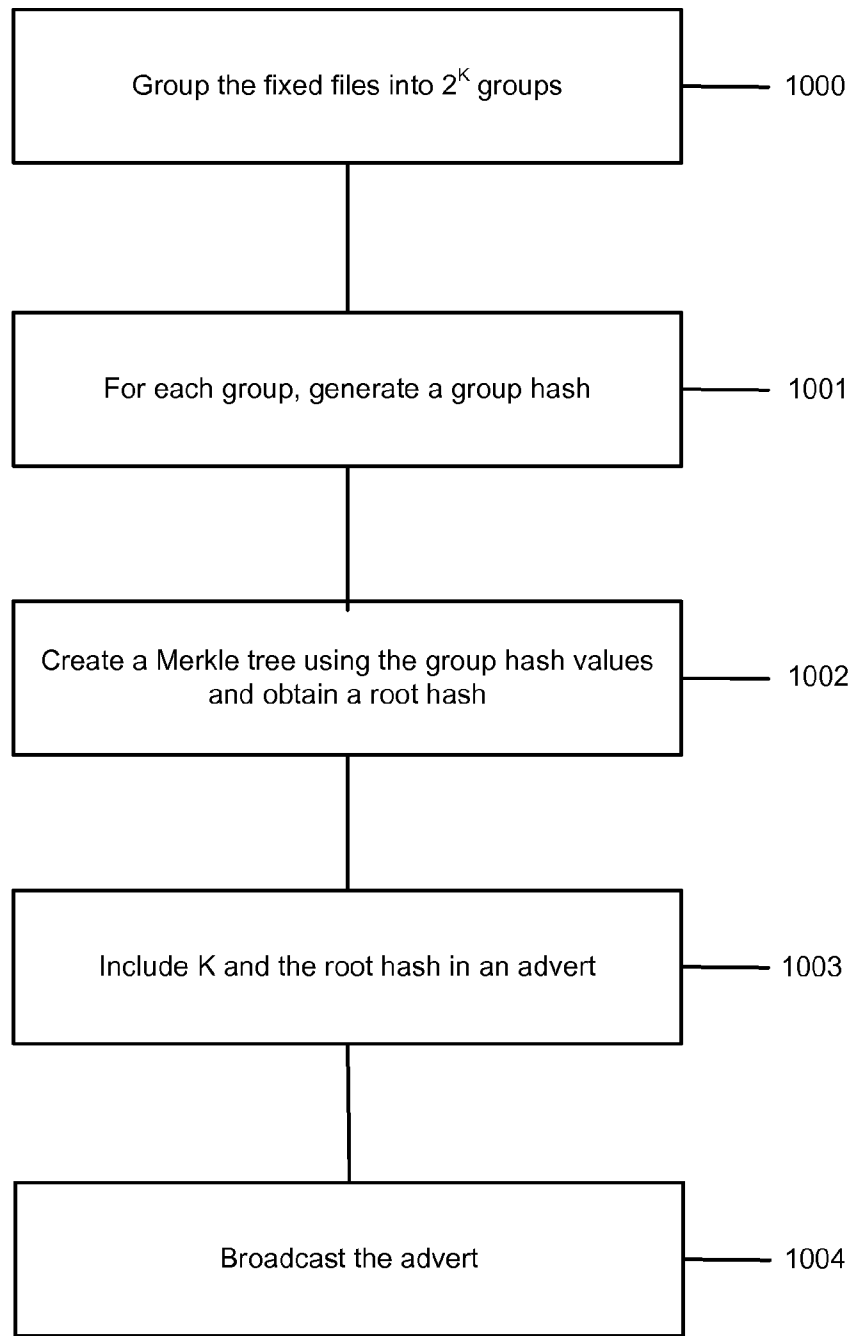 Group the fixed files into 2^K groups
1000
For each group, generate a group hash
1001
Create a Merkle tree using the group hash values
and obtain a root hash
1002
Include K and the root hash in an advert
1003
Broadcast the advert
1004